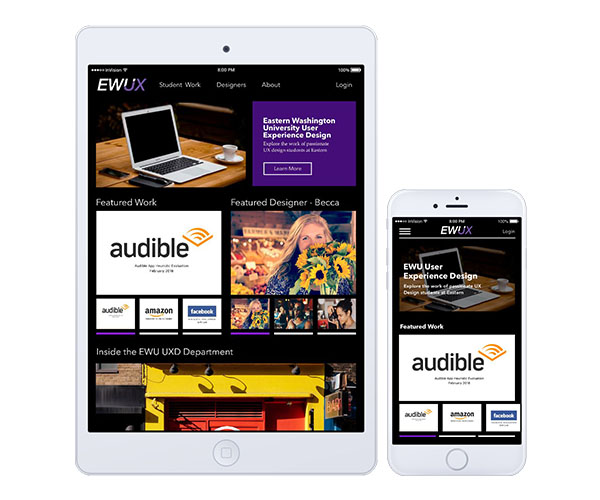 InVision 8:00 PM 100%
EWUX Student Work Designers About Login
Eastern Washington
University User
Experience Design
Explore the work of passionate
UX design students at Eastern
Learn More
Featured Work
Featured Designer - Becca
audible
Audible App Heuristic Evaluation
February 2018
audible
amazon
facebook
Inside the EWU UXD Department
BAR
InVision 8:00 PM 100%
EWUX Login
EWU User
Experience Design
Explore the work of passionate UX
Design students at Eastern
Featured Work
audible
Audible App Heuristic Evaluation
February 2018
audible
amazon
facebook